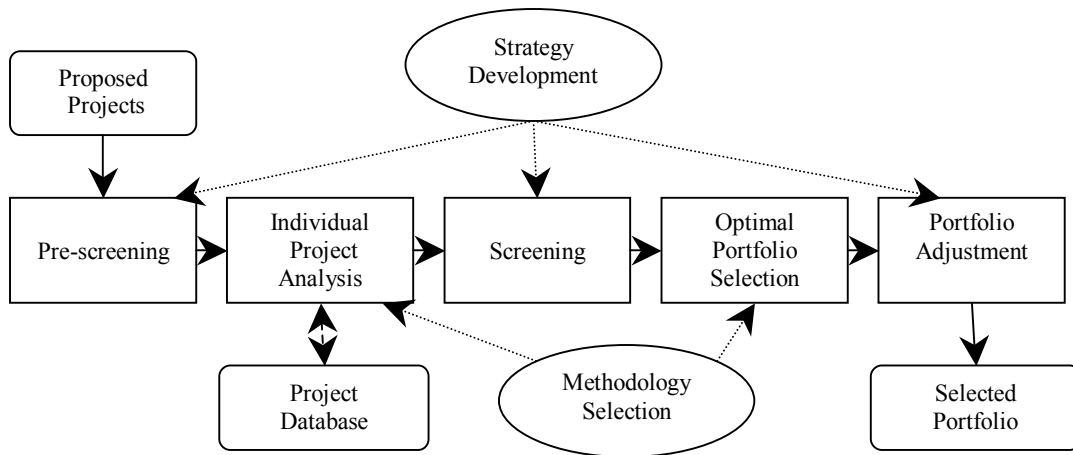 Strategy
Development
Proposed
Projects
Pre-screening
Individual
Project
Analysis
Screening
Optimal
Portfolio
Selection
Portfolio
Adjustment
Project
Database
Methodology
Selection
Selected
Portfolio